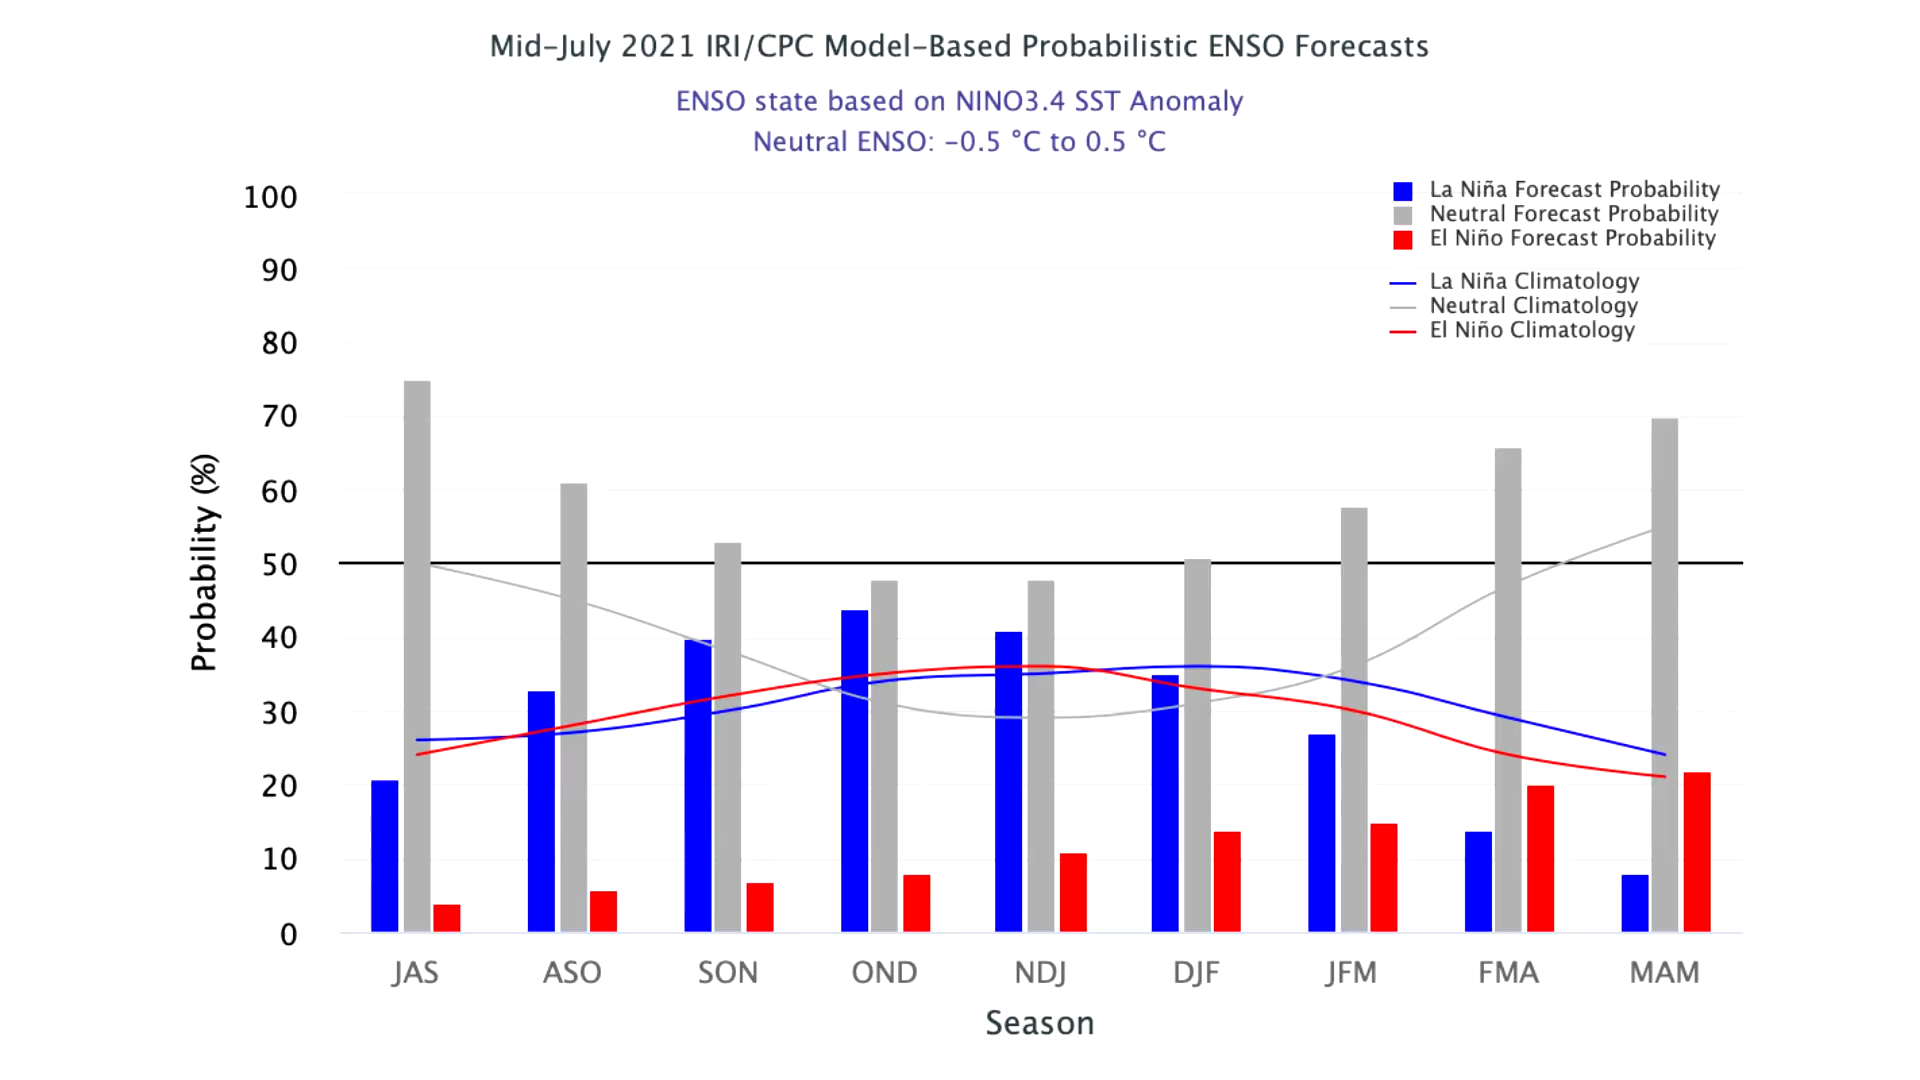 Mid-July 2021 IRI/CPC Model-Based Probabilistic ENSO Forecasts
ENSO state based on NINO3.4 SST Anomaly
Neutral ENSO: -0.5 °C to 0.5 °C
La Niña Forecast Probability
Neutral Forecast Probability
El Niño Forecast Probability
La Niña Climatology
Neutral Climatology
El Niño Climatology
Probability (%)
100
90
80
70
60
50
40
30
20
10
0
JAS ASO SON OND NDJ DJF JFM FMA MAM
Season